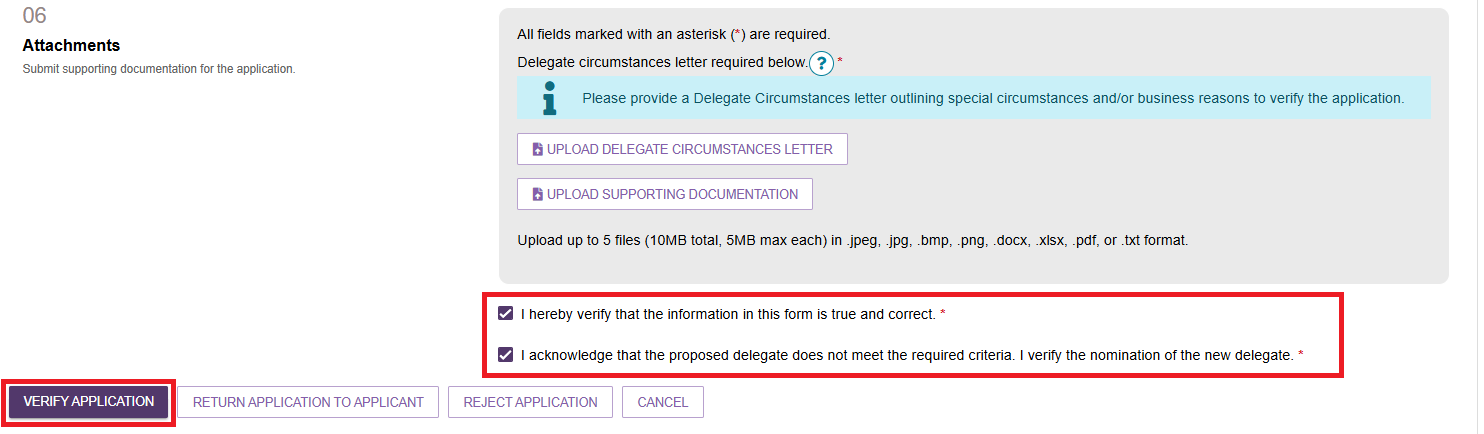 06
Attachments
Submit supporting documentation for the application.
All fields marked with an asterisk (*) are required.
Delegate circumstances letter required below. ? *
Please provide a Delegate Circumstances letter outlining special circumstances and/or business reasons to verify the application.
UPLOAD DELEGATE CIRCUMSTANCES LETTER
UPLOAD SUPPORTING DOCUMENTATION
Upload up to 5 files (10MB total, 5MB max each) in .jpeg, .jpg, .bmp, .png, .docx, .xlsx, .pdf, or .txt format.
I hereby verify that the information in this form is true and correct. *
I acknowledge that the proposed delegate does not meet the required criteria. I verify the nomination of the new delegate. *
VERIFY APPLICATION RETURN APPLICATION TO APPLICANT REJECT APPLICATION CANCEL